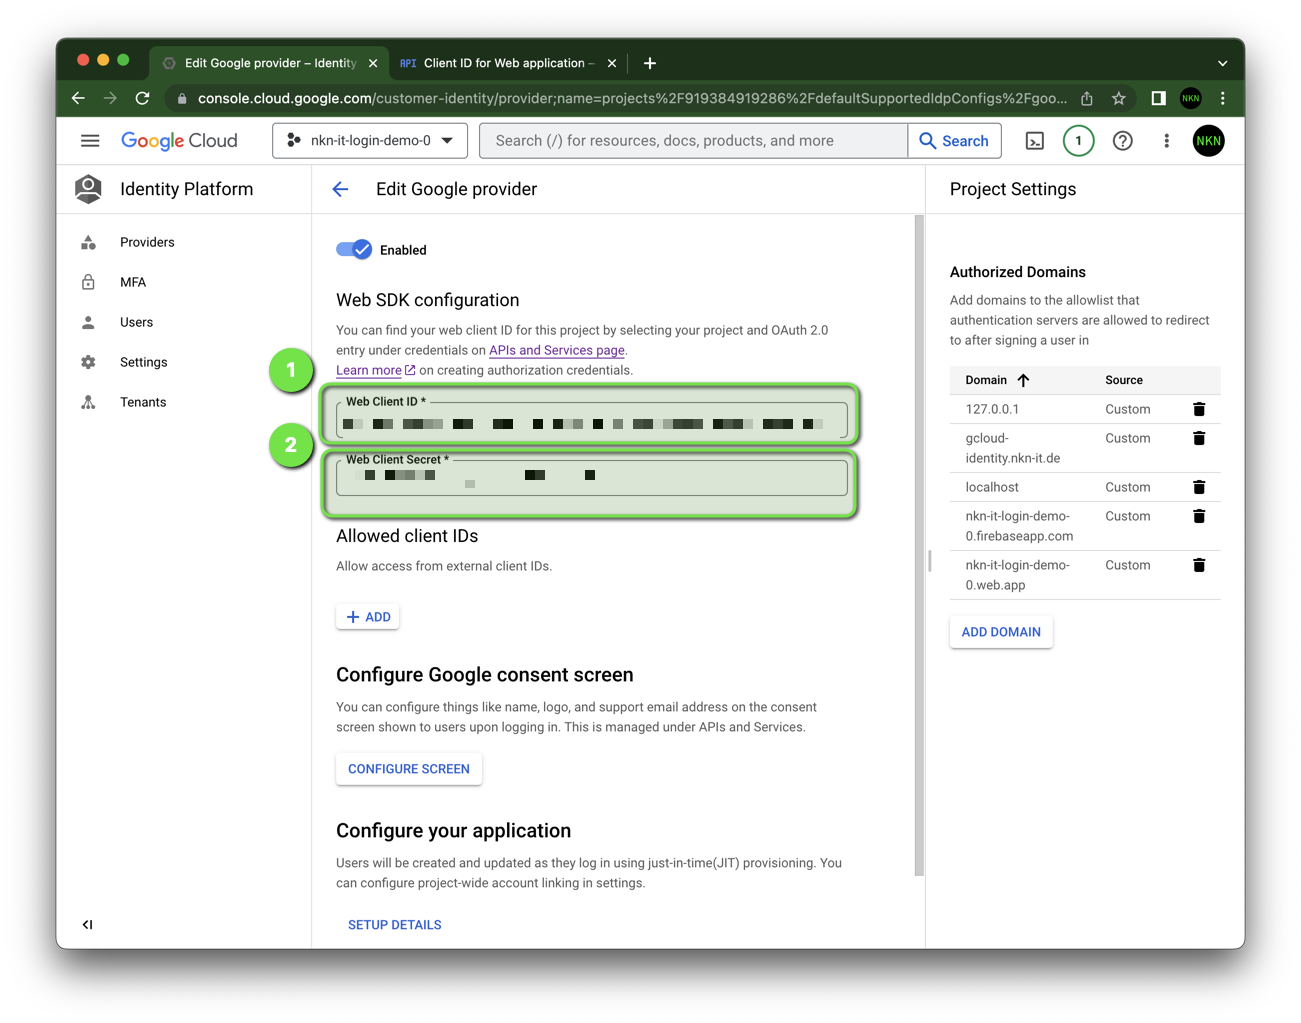 Edit Google provider – Identity
API Client ID for Web application –
console.cloud.google.com/customer-identity/provider;name=projects%2F919384919286%2FdefaultSupportedIdpConfigs%2Fgoo...
NKN
Google Cloud
nkn-it-login-demo-0
Search (/) for resources, docs, products, and more
Search
1
NKN
Identity Platform
Providers
MFA
Users
Settings
Tenants
Edit Google provider
Enabled
Web SDK configuration
You can find your web client ID for this project by selecting your project and OAuth 2.0
entry under credentials on APIs and Services page.
Learn more on creating authorization credentials.
1
Web Client ID *
2
Web Client Secret *
Allowed client IDs
Allow access from external client IDs.
+ ADD
Configure Google consent screen
You can configure things like name, logo, and support email address on the consent
screen shown to users upon logging in. This is managed under APIs and Services.
CONFIGURE SCREEN
Configure your application
Users will be created and updated as they log in using just-in-time(JIT) provisioning. You
can configure project-wide account linking in settings.
SETUP DETAILS
Project Settings
Authorized Domains
Add domains to the allowlist that
authentication servers are allowed to redirect
to after signing a user in
Domain Source
127.0.0.1 Custom
gcloud- Custom
identity.nkn-it.de
localhost Custom
nkn-it-login-demo- Custom
0.firebaseapp.com
nkn-it-login-demo- Custom
0.web.app
ADD DOMAIN